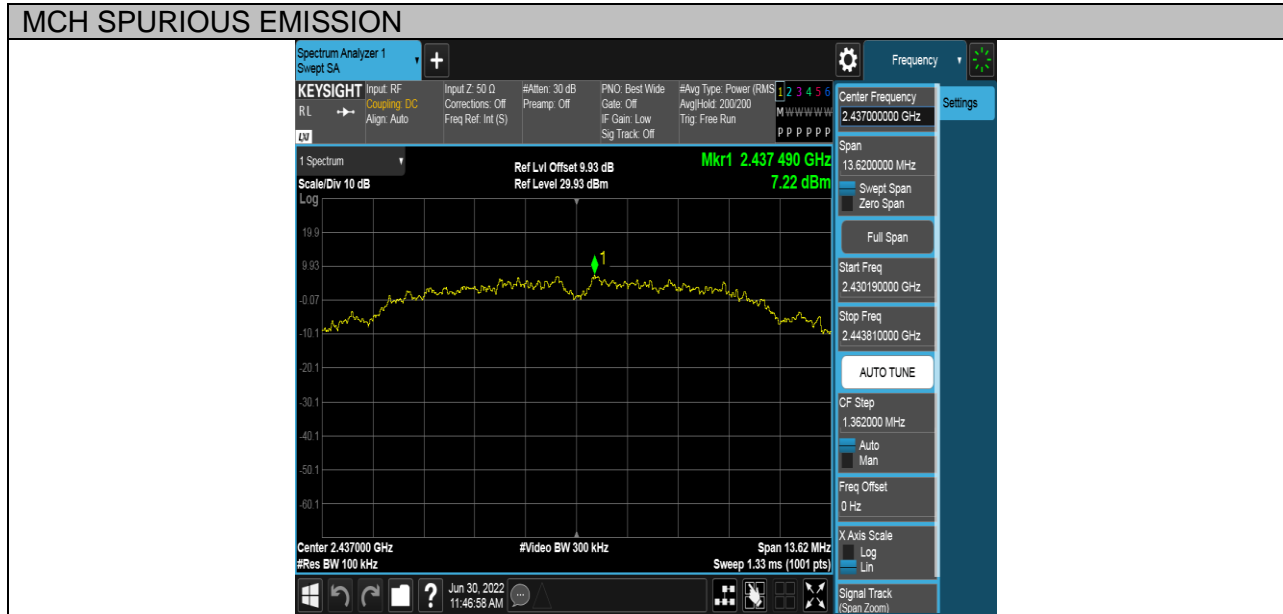 MCH SPURIOUS EMISSION
Spectrum Analyzer 1
Swept SA
+
Frequency
KEYSIGHT
RL
LXI
Input: RF
Coupling: DC
Align: Auto
Input Z: 50 Ω
Corrections: Off
Freq Ref: Int (S)
#Atten: 30 dB
Preamp: Off
PNO: Best Wide
Gate: Off
IF Gain: Low
Sig Track: Off
#Avg Type: Power (RMS
Avg|Hold: 200/200
Trig: Free Run
1 2 3 4 5 6
M W W W W W
P P P P P P
1 Spectrum
Scale/Div 10 dB
Log
Ref Lvl Offset 9.93 dB
Ref Level 29.93 dBm
Mkr1 2.437 490 GHz
7.22 dBm
1
19.9
9.93
-0.07
-10.1
-20.1
-30.1
-40.1
-50.1
-60.1
Center 2.437000 GHz
#Res BW 100 kHz
#Video BW 300 kHz
Span 13.62 MHz
Sweep 1.33 ms (1001 pts)
Center Frequency
2.437000000 GHz
Settings
Span
13.6200000 MHz
Swept Span
Zero Span
Full Span
Start Freq
2.430190000 GHz
Stop Freq
2.443810000 GHz
AUTO TUNE
CF Step
1.362000 MHz
Auto
Man
Freq Offset
0 Hz
X Axis Scale
Log
Lin
Signal Track
(Span Zoom)
?
Jun 30, 2022
11:46:58 AM